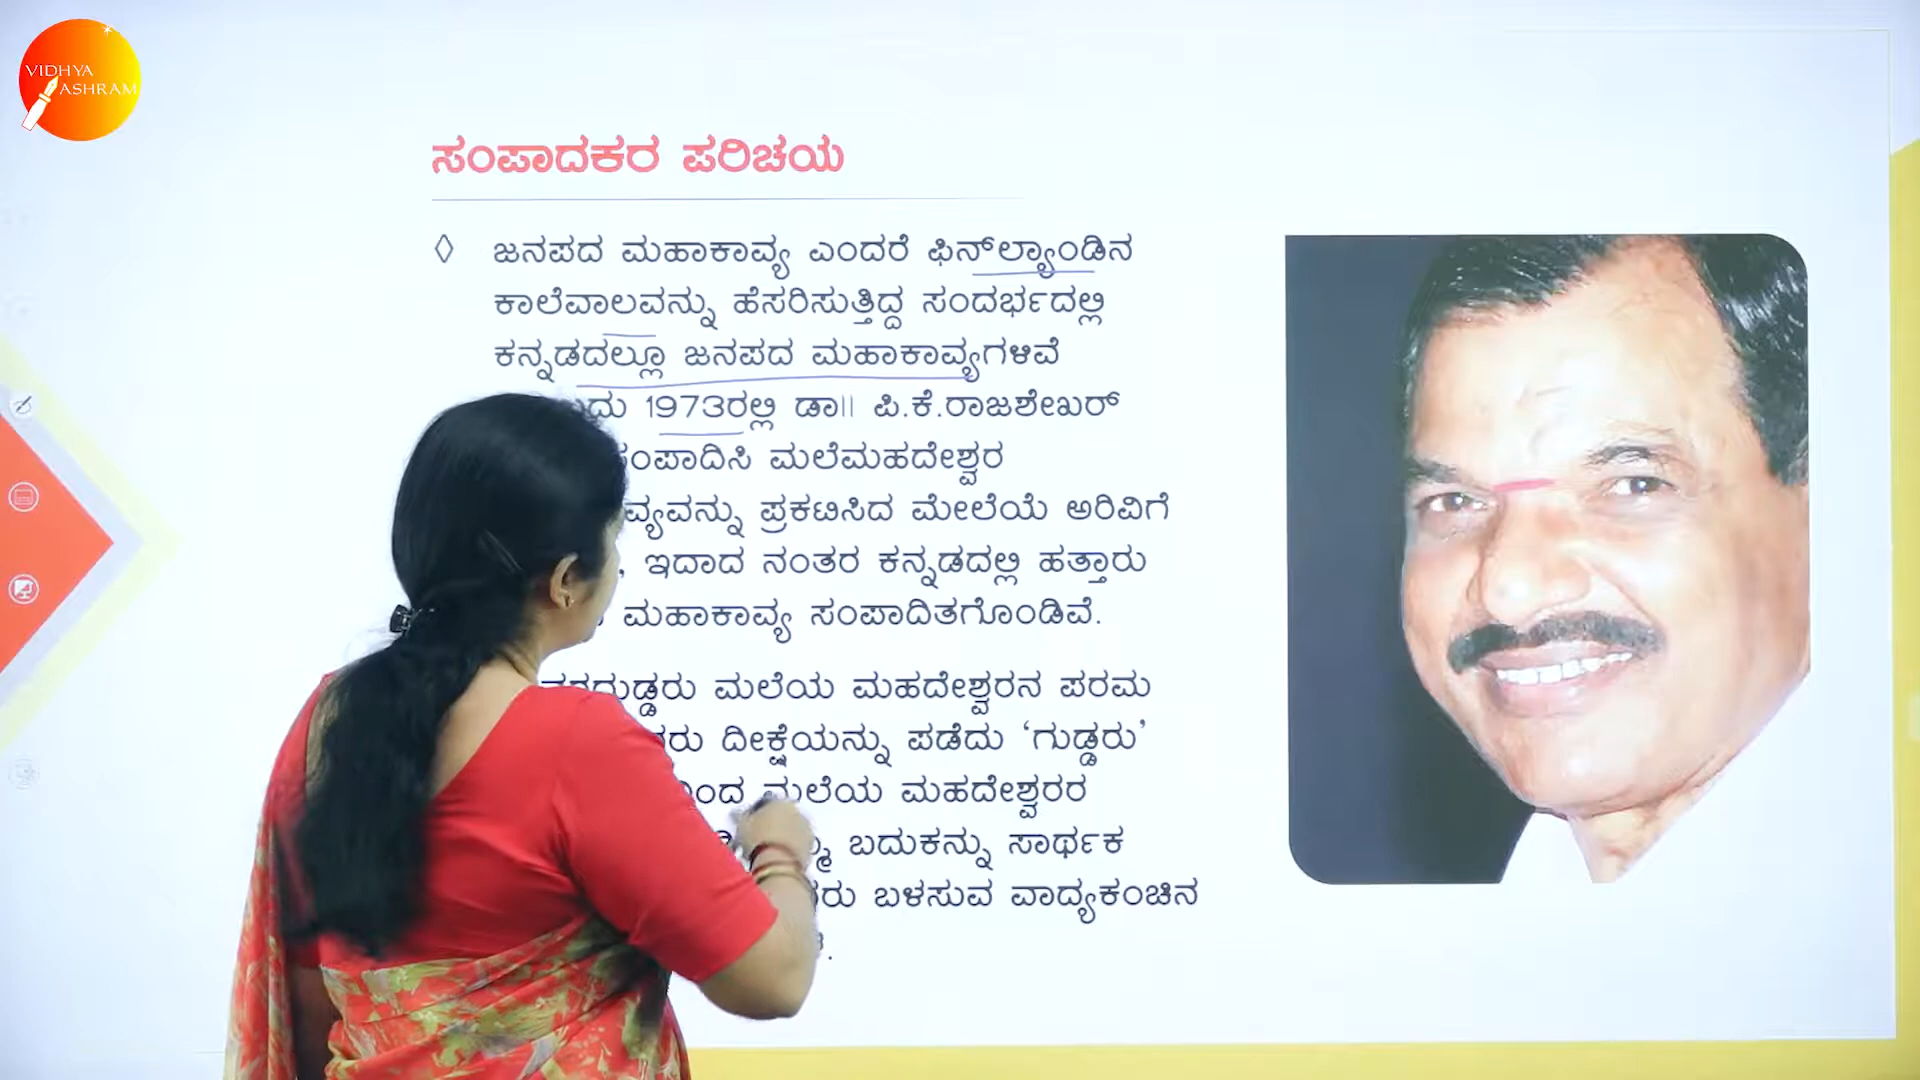 VIDHYA
ASHRAM
ಸಂಪಾದಕರ ಪರಿಚಯ
◊ ಜನಪದ ಮಹಾಕಾವ್ಯ ಎಂದರೆ ಫಿನ್‌ಲ್ಯಾಂಡಿನ
ಕಾಲೆವಾಲವನ್ನು ಹೆಸರಿಸುತ್ತಿದ್ದ ಸಂದರ್ಭದಲ್ಲಿ
ಕನ್ನಡದಲ್ಲೂ ಜನಪದ ಮಹಾಕಾವ್ಯಗಳಿವೆ
1973ರಲ್ಲಿ ಡಾ|| ಪಿ.ಕೆ.ರಾಜಶೇಖರ್
ಮಲೆಮಹದೇಶ್ವರ
ಪ್ರಕಟಿಸಿದ ಮೇಲೆಯೆ ಅರಿವಿಗೆ
ಇದಾದ ನಂತರ ಕನ್ನಡದಲ್ಲಿ ಹತ್ತಾರು
ಮಹಾಕಾವ್ಯ ಸಂಪಾದಿತಗೊಂಡಿವೆ.
ಮಲೆಯ ಮಹದೇಶ್ವರನ ಪರಮ
ದೀಕ್ಷೆಯನ್ನು ಪಡೆದು ‘ಗುಡ್ಡರು’
ಮಲೆಯ ಮಹದೇಶ್ವರರ
ಬದುಕನ್ನು ಸಾರ್ಥಕ
ಬಳಸುವ ವಾದ್ಯಕಂಚಿನ